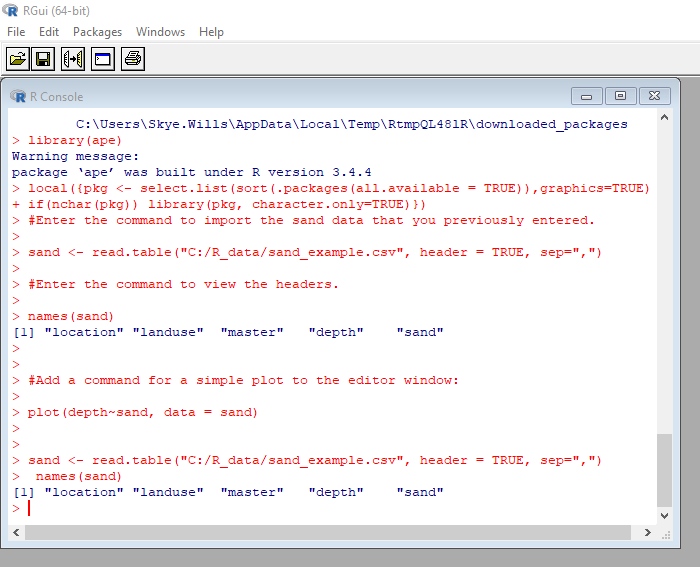 RGui (64-bit)
File Edit Packages Windows Help
R Console
C:\Users\Skye.Wills\AppData\Local\Temp\RtmpQL48lR\downloaded_packages
> library(ape)
Warning message:
package ‘ape’ was built under R version 3.4.4
> local({pkg <- select.list(sort(.packages(all.available = TRUE)),graphics=TRUE)
+ if(nchar(pkg)) library(pkg, character.only=TRUE)})
> #Enter the command to import the sand data that you previously entered.
>
> sand <- read.table("C:/R_data/sand_example.csv", header = TRUE, sep=",")
>
> #Enter the command to view the headers.
>
> names(sand)
[1] "location" "landuse"  "master"   "depth"    "sand"
>
>
> #Add a command for a simple plot to the editor window:
>
> plot(depth~sand, data = sand)
>
>
> sand <- read.table("C:/R_data/sand_example.csv", header = TRUE, sep=",")
>  names(sand)
[1] "location" "landuse"  "master"   "depth"    "sand"
>